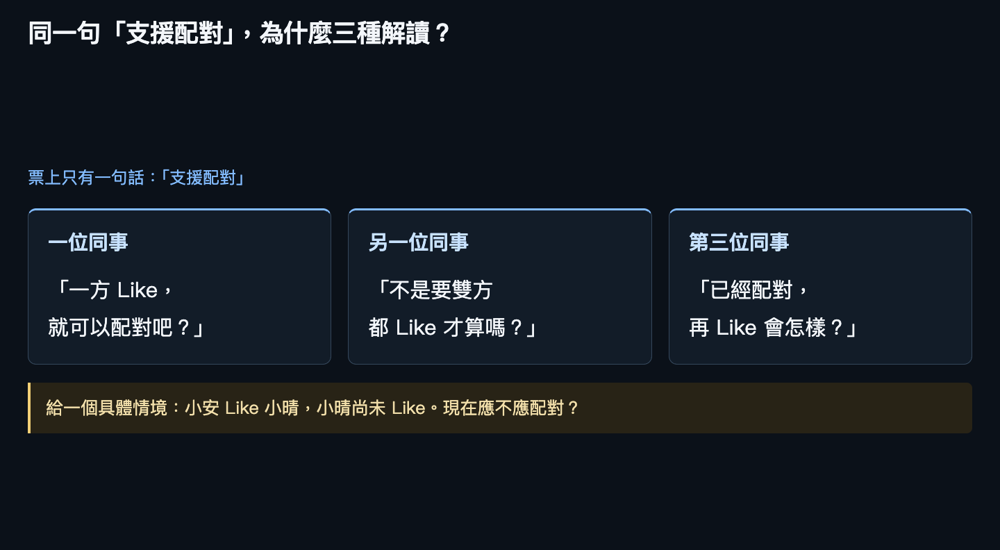 同一句「支援配對」，為什麼三種解讀？
票上只有一句話：「支援配對」
一位同事
「一方 Like，
就可以配對吧？」
另一位同事
「不是要雙方
都 Like 才算嗎？」
第三位同事
「已經配對，
再 Like 會怎樣？」
給一個具體情境：小安 Like 小晴，小晴尚未 Like。現在應不應配對？